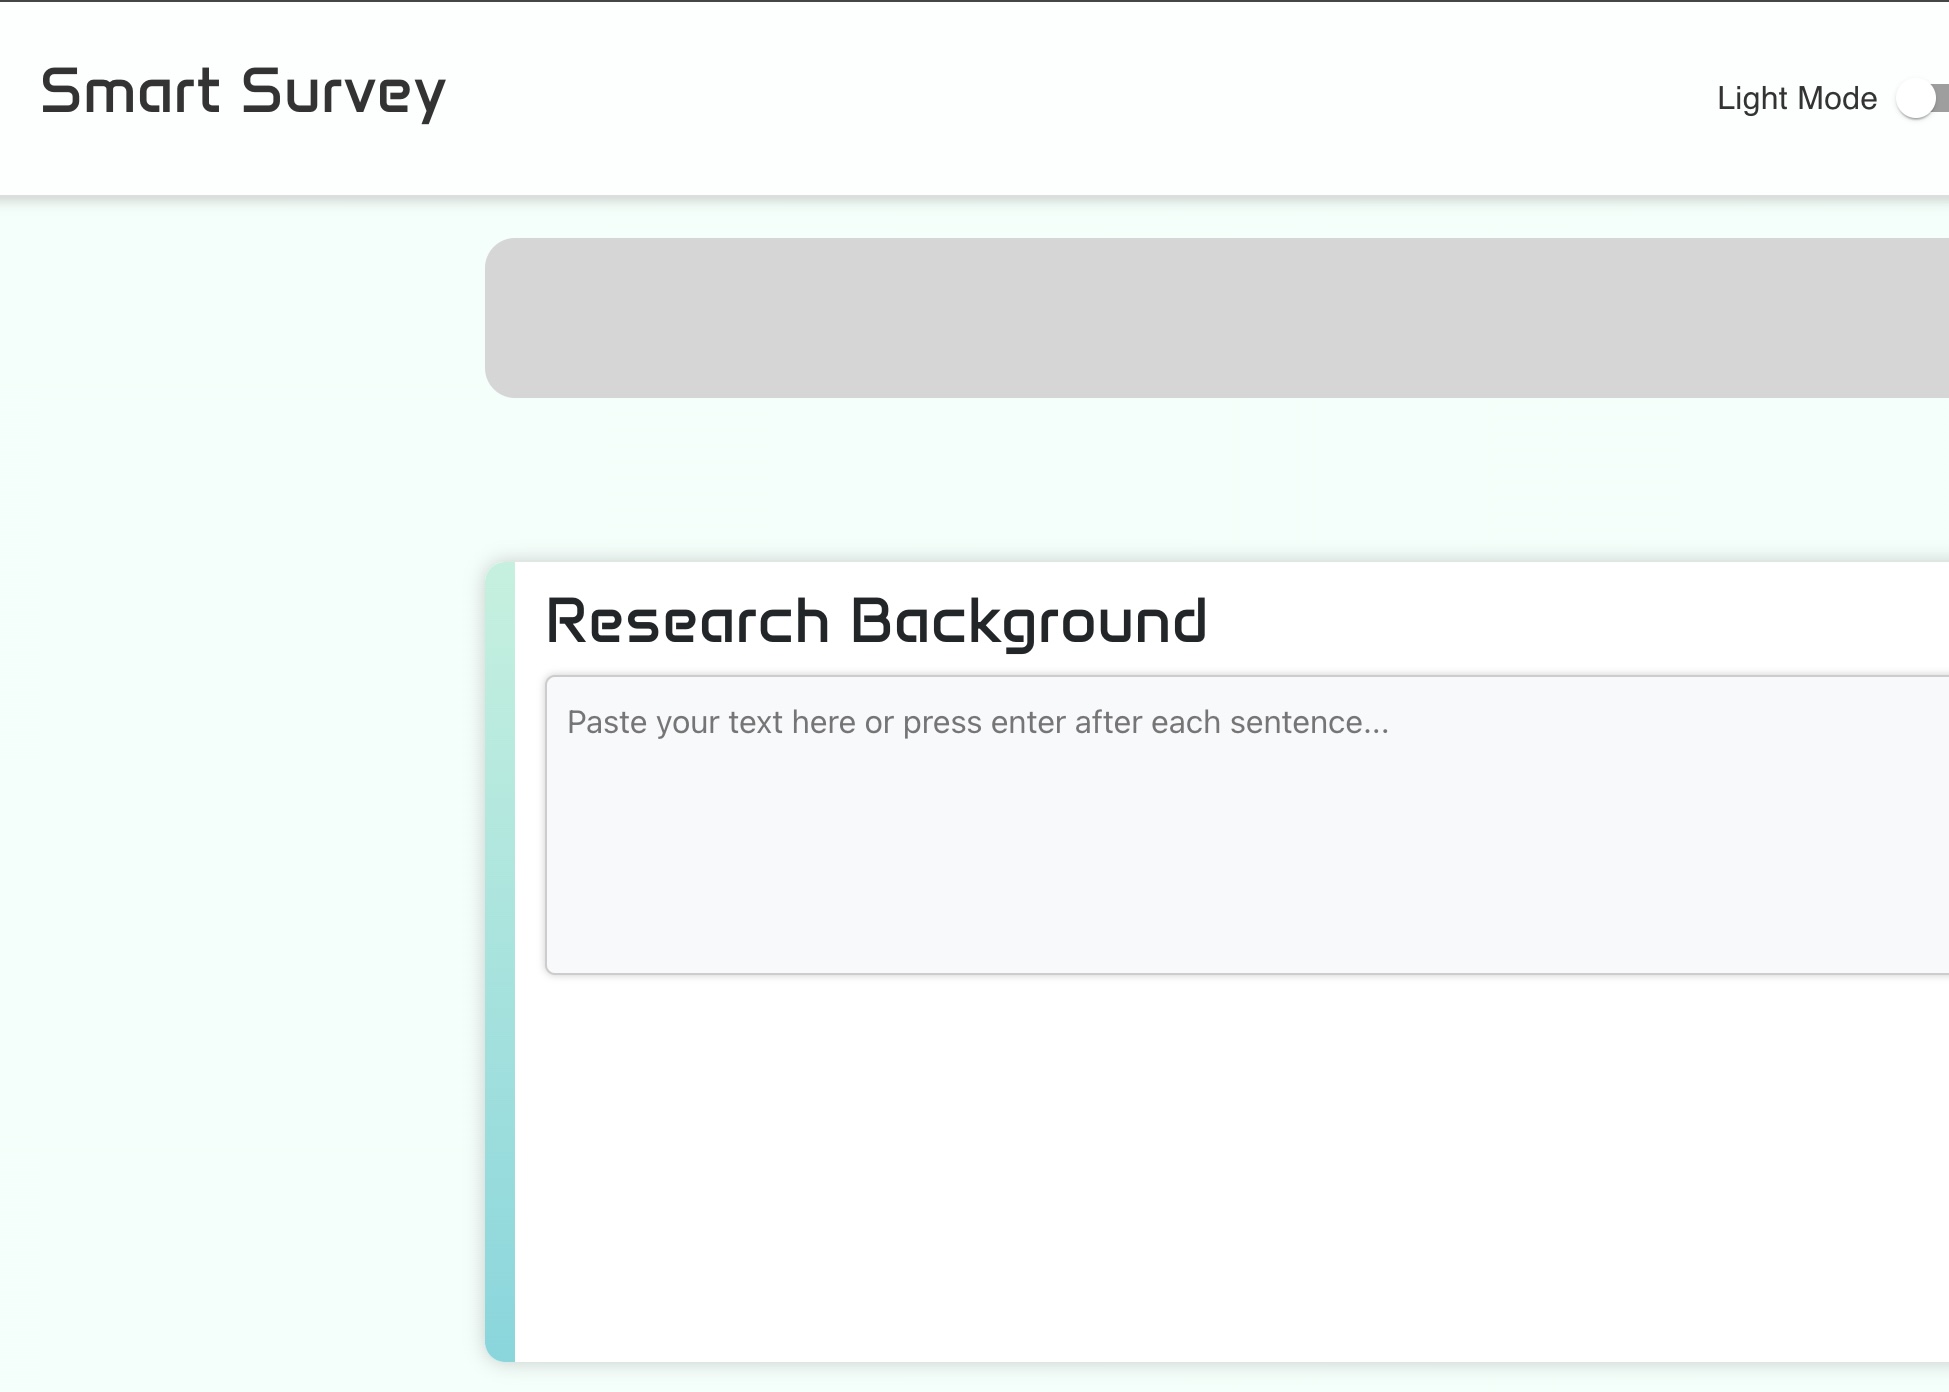 Smart Survey
Light Mode
Research Background
Paste your text here or press enter after each sentence...